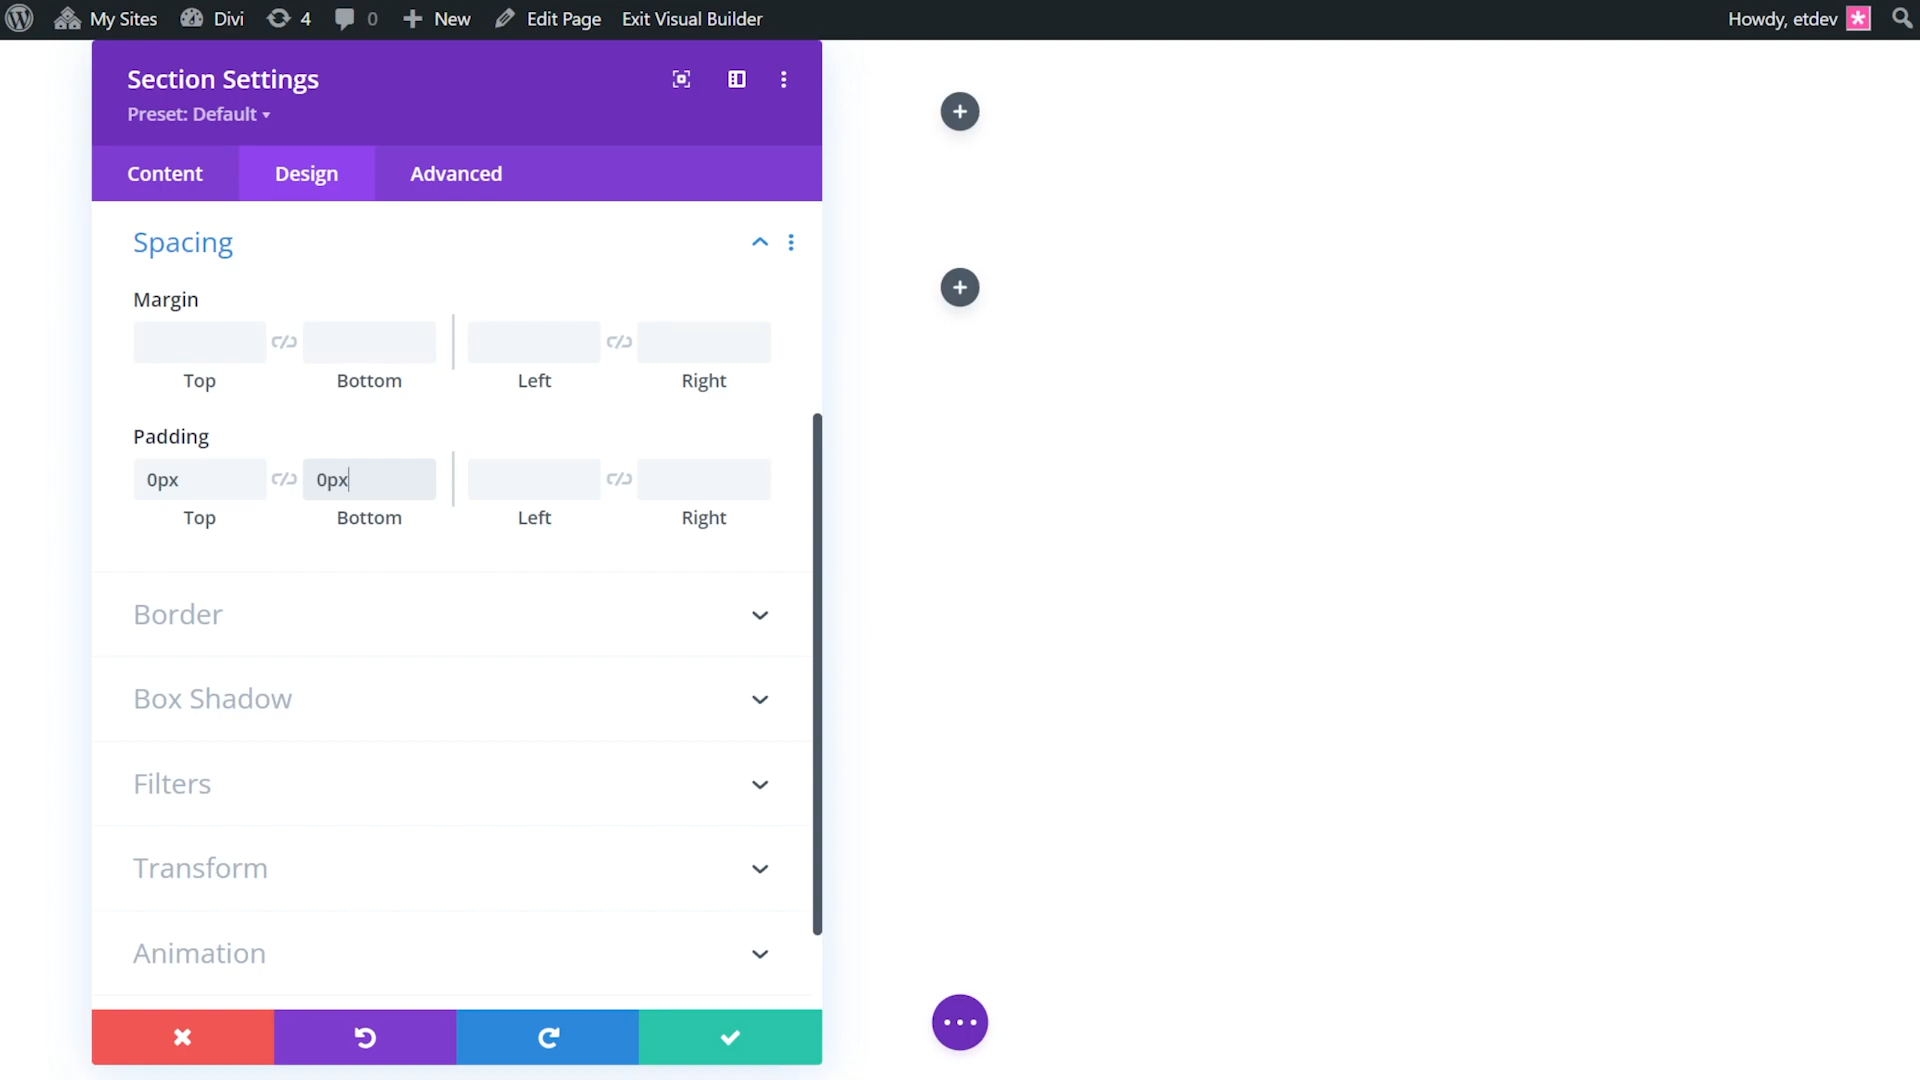 My Sites Divi 4 0 New Edit Page Exit Visual Builder Howdy, etdev
Section Settings
Preset: Default
Content Design Advanced
Spacing
Margin
Top Bottom Left Right
Padding
0px 0px
Top Bottom Left Right
Border
Box Shadow
Filters
Transform
Animation